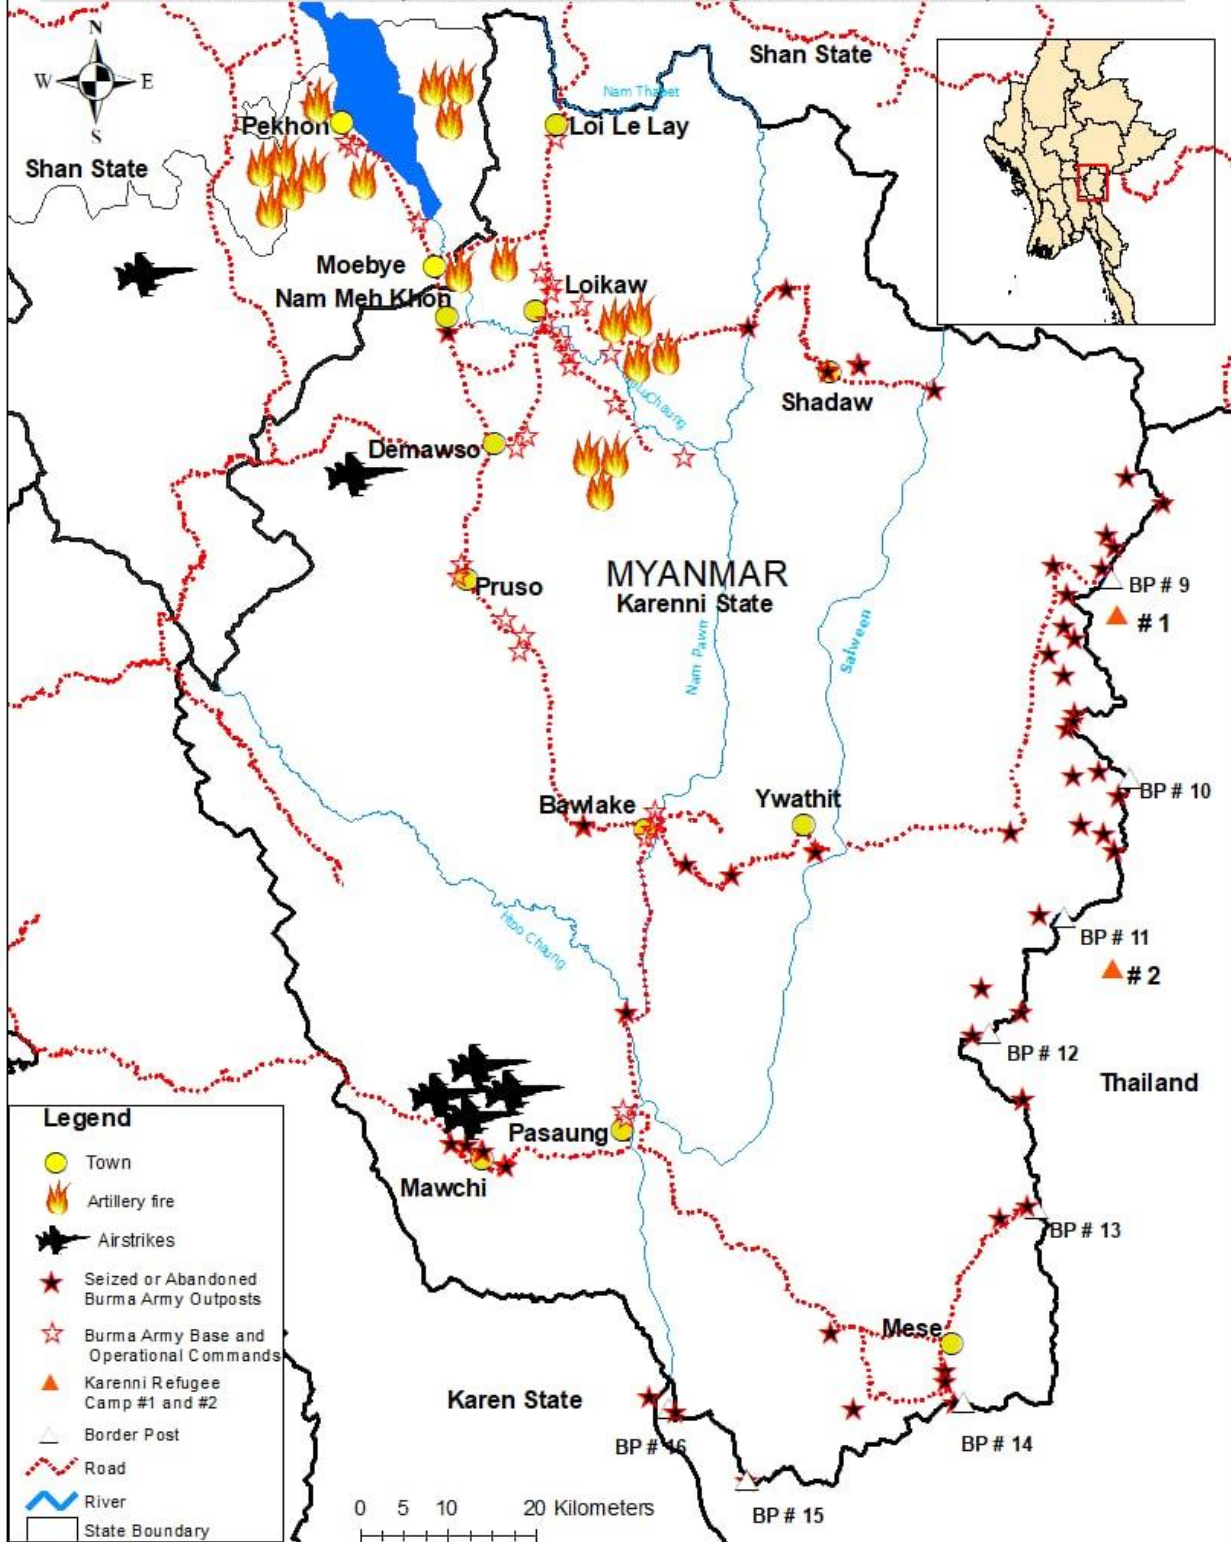 N
W E
S
Shan State
Nam Thabet
Pekhon
Loi Le Lay
Shan State
Moebye
Loikaw
Nam Meh Khon
Shadaw
Demawso
MYANMAR
Karenni State
Pruso
BP # 9
# 1
Salween
Nam Pawn
BP # 10
Bawlake
Ywathit
BP # 11
Htoo Chaung
# 2
BP # 12
Thailand
Pasaung
Mawchi
BP # 13
Mese
Karen State
BP # 16
BP # 14
BP # 15
Legend
Town
Artillery fire
Airstrikes
Seized or Abandoned
Burma Army Outposts
Burma Army Base and
Operational Commands
Karenni Refugee
Camp #1 and #2
Border Post
Road
River
State Boundary
0 5 10 20 Kilometers